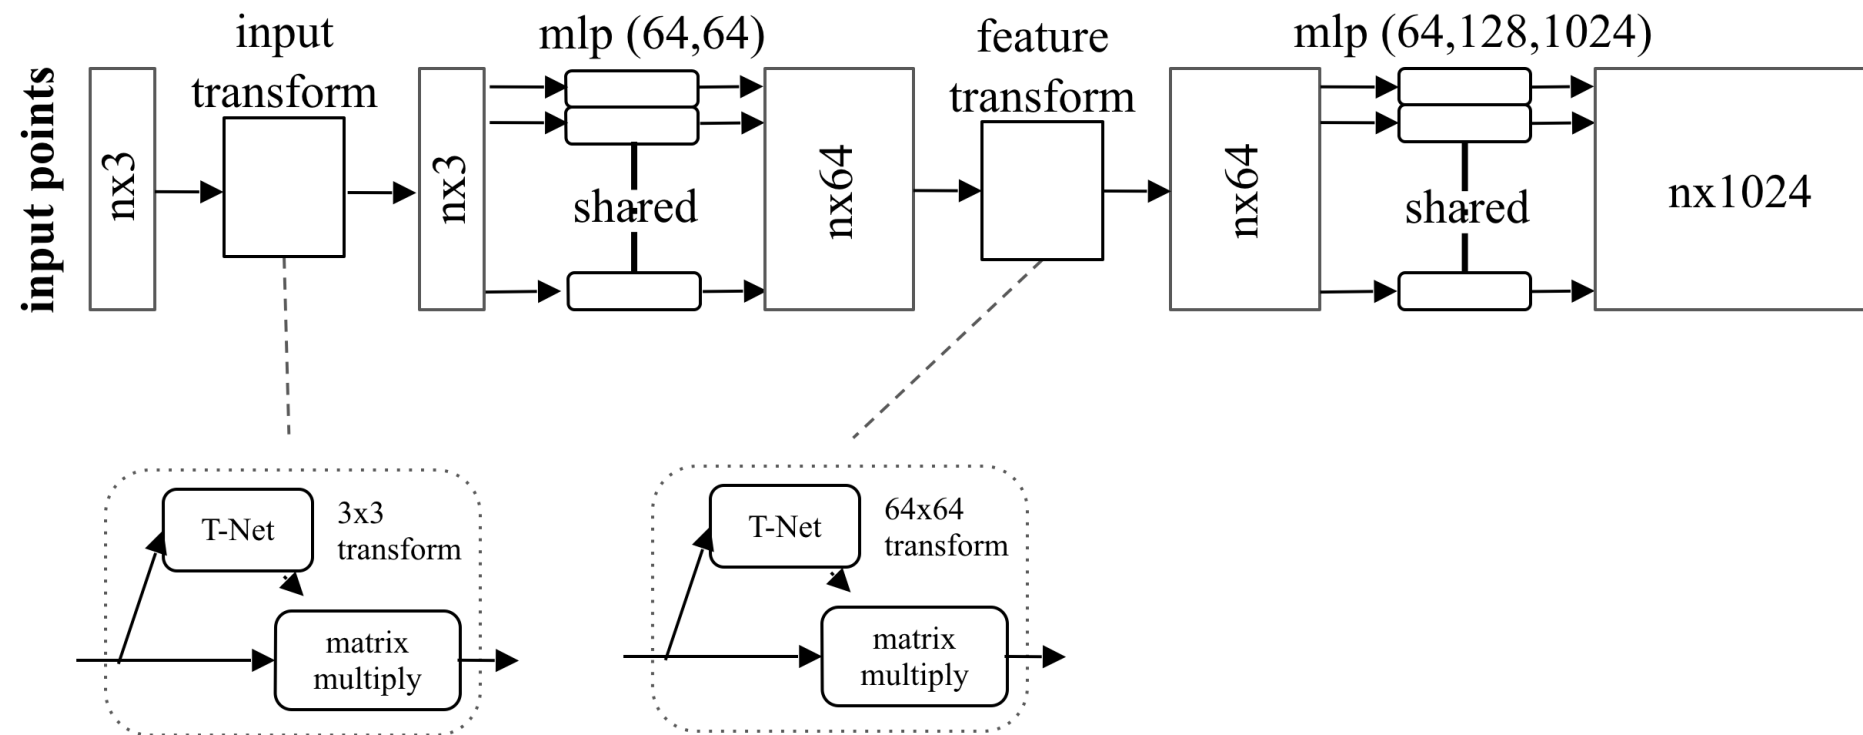 input
transform
mlp (64,64)
feature
transform
mlp (64,128,1024)
input points
nx3
nx3
shared
nx64
nx64
shared
nx1024
T-Net
3x3
transform
matrix
multiply
T-Net
64x64
transform
matrix
multiply